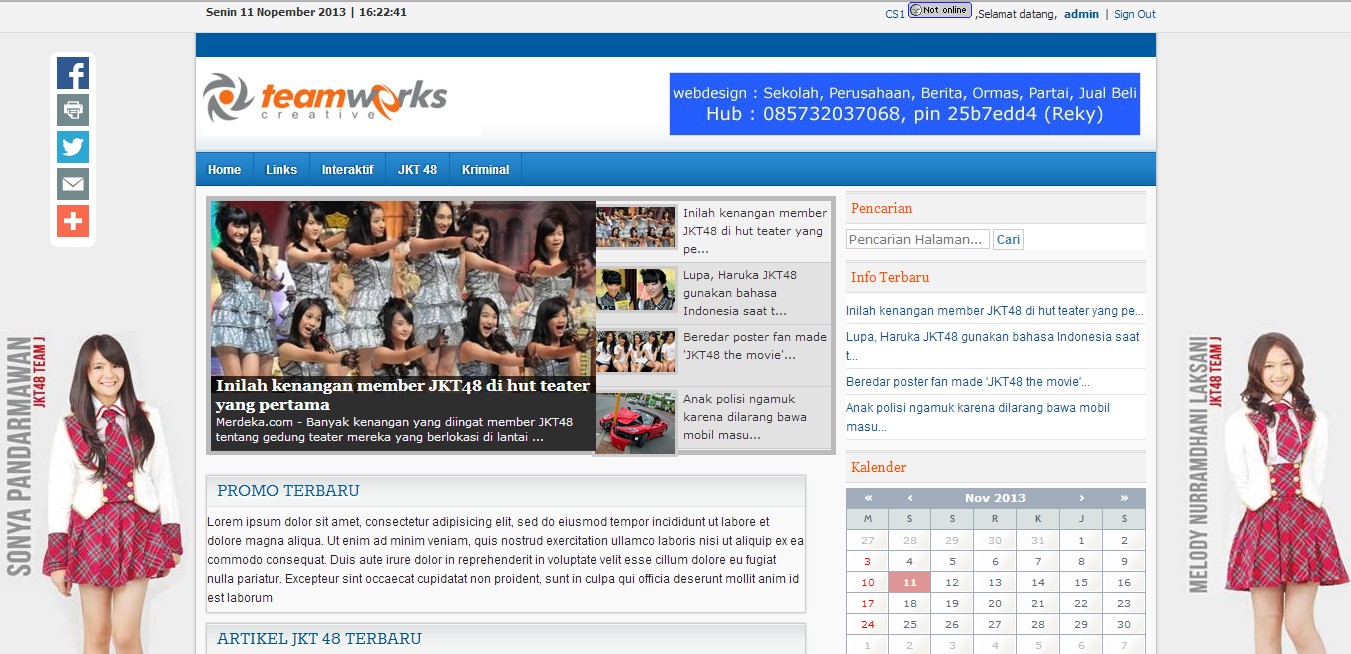 Senin 11 Nopember 2013 | 16:22:41
CS1 Not online ,Selamat datang, admin | Sign Out
teamworks
creative
webdesign : Sekolah, Perusahaan, Berita, Ormas, Partai, Jual Beli
Hub : 085732037068, pin 25b7edd4 (Reky)
Home Links Interaktif JKT 48 Kriminal
Inilah kenangan member JKT48 di hut teater
yang pertama
Merdeka.com - Banyak kenangan yang diingat member JKT48
tentang gedung teater mereka yang berlokasi di lantai ...
Inilah kenangan member
JKT48 di hut teater yang
pe...
Lupa, Haruka JKT48
gunakan bahasa
Indonesia saat t...
Beredar poster fan made
'JKT48 the movie'...
Anak polisi ngamuk
karena dilarang bawa
mobil masu...
PROMO TERBARU
Lorem ipsum dolor sit amet, consectetur adipisicing elit, sed do eiusmod tempor incididunt ut labore et
dolore magna aliqua. Ut enim ad minim veniam, quis nostrud exercitation ullamco laboris nisi ut aliquip ex ea
commodo consequat. Duis aute irure dolor in reprehenderit in voluptate velit esse cillum dolore eu fugiat
nulla pariatur. Excepteur sint occaecat cupidatat non proident, sunt in culpa qui officia deserunt mollit anim id
est laborum
ARTIKEL JKT 48 TERBARU
Pencarian
Pencarian Halaman... Cari
Info Terbaru
Inilah kenangan member JKT48 di hut teater yang pe...
Lupa, Haruka JKT48 gunakan bahasa Indonesia saat
t...
Beredar poster fan made 'JKT48 the movie'...
Anak polisi ngamuk karena dilarang bawa mobil
masu...
Kalender
« ‹ Nov 2013 › »
M S S R K J S
27 28 29 30 31 1 2
3 4 5 6 7 8 9
10 11 12 13 14 15 16
17 18 19 20 21 22 23
24 25 26 27 28 29 30
1 2 3 4 5 6 7
SONYA PANDARMAWAN
JKT48 TEAM J
MELODY NURRAMDHANI LAKSANI
JKT48 TEAM J